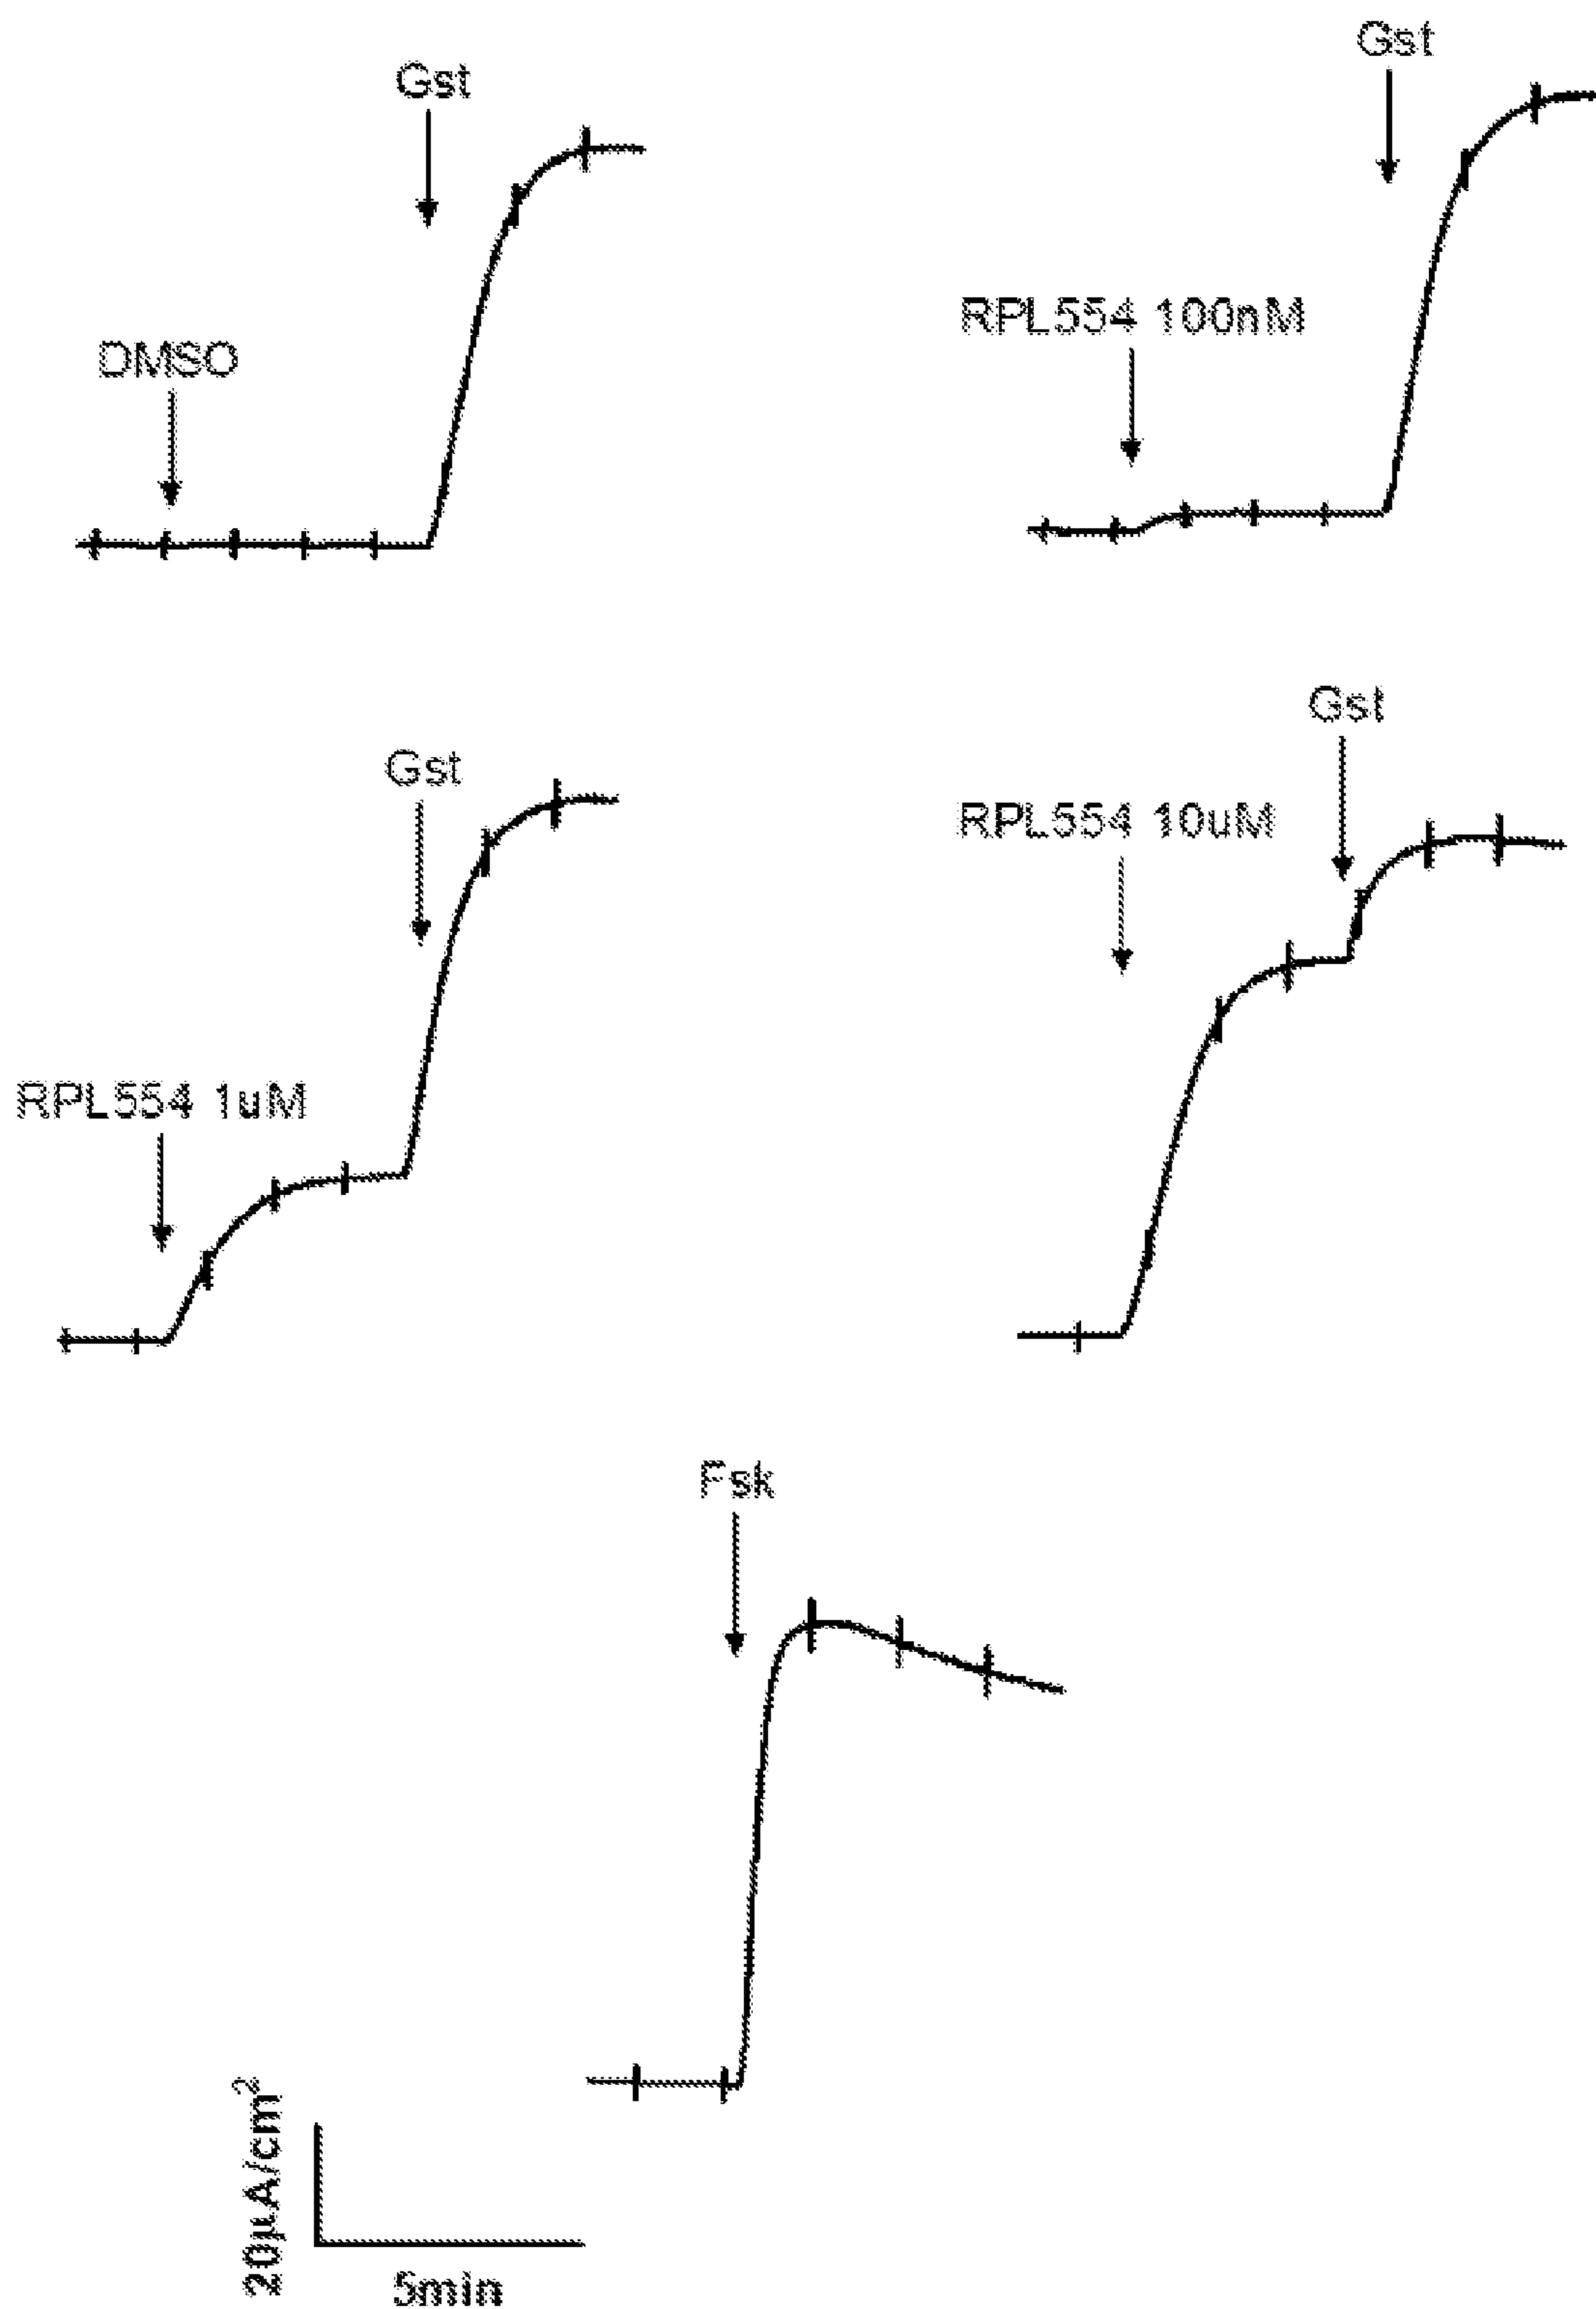 Gst
Gst
RPL554 100nM
DMSO
Gst
Gst
RPL554 10uM
RPL554 1uM
Fsk
20μA/cm²
5min